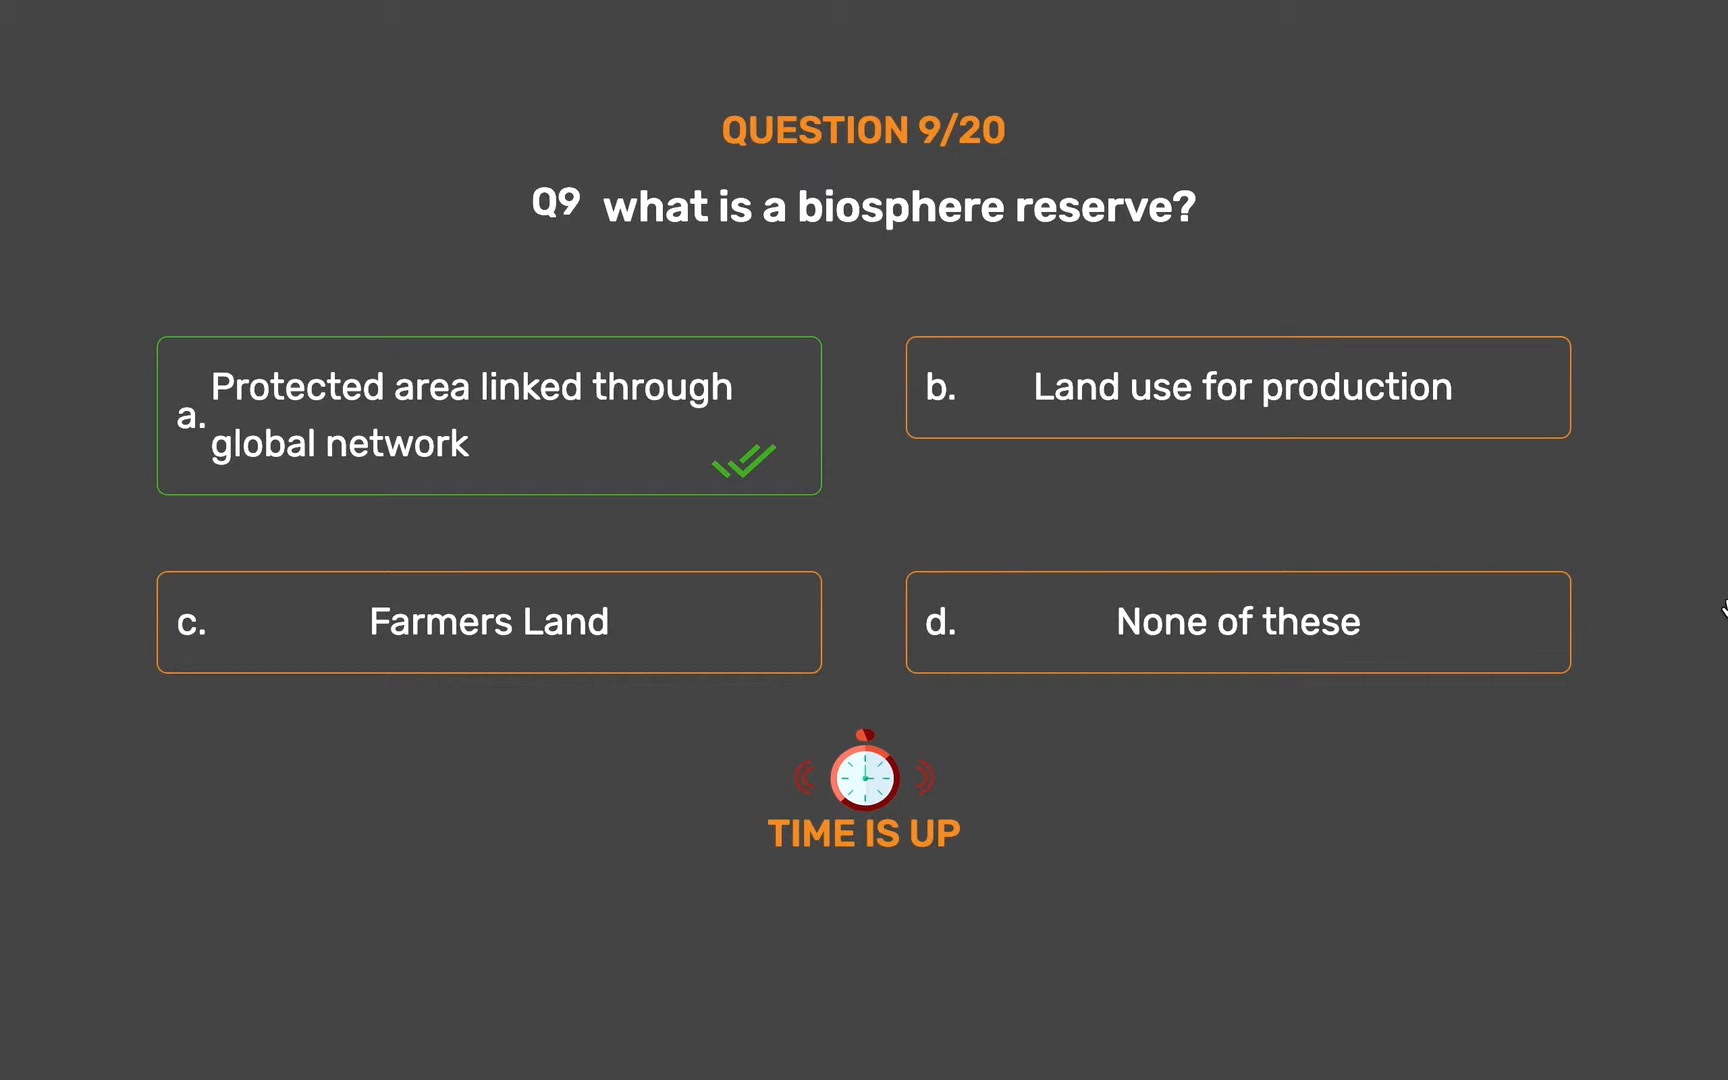 QUESTION 9/20
Q9 what is a biosphere reserve?
a. Protected area linked through
global network
b. Land use for production
c. Farmers Land
d. None of these
TIME IS UP